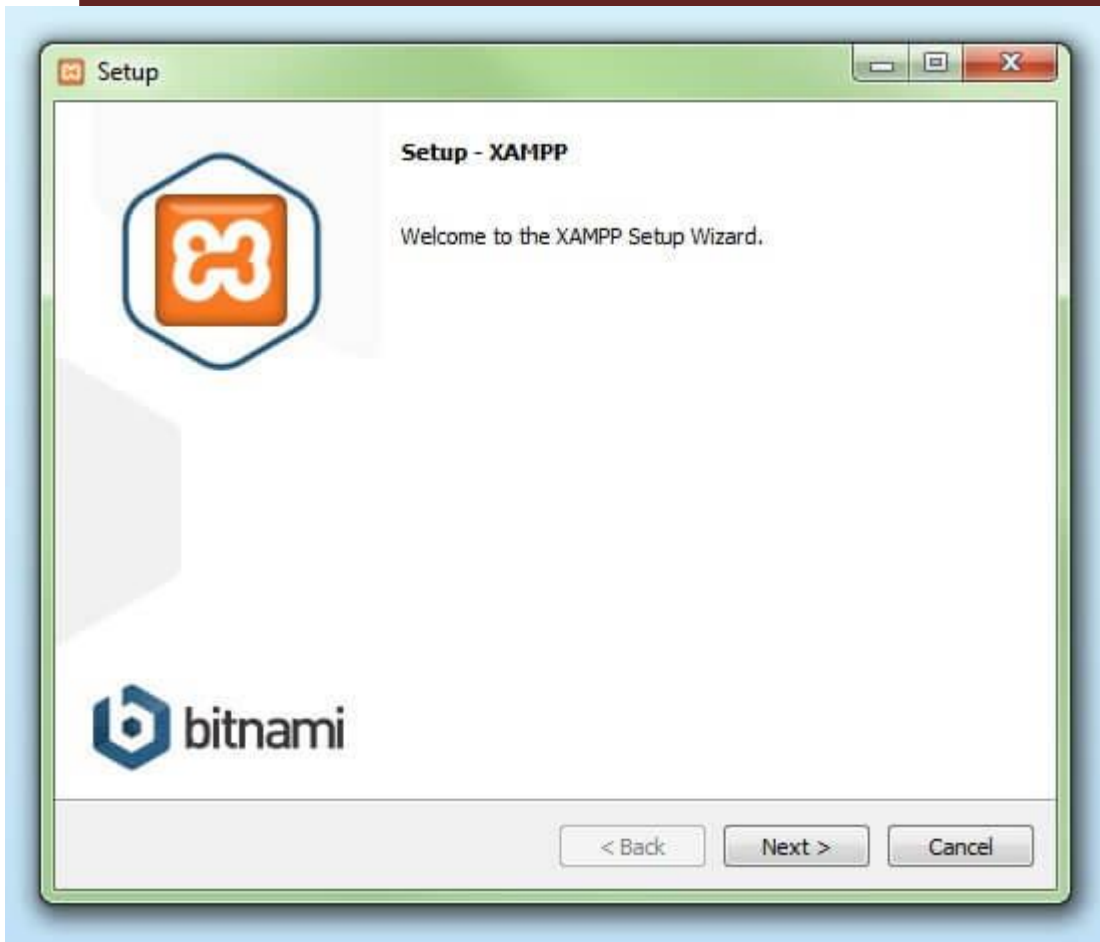 Setup
Setup - XAMPP
Welcome to the XAMPP Setup Wizard.
bitnami
< Back Next > Cancel